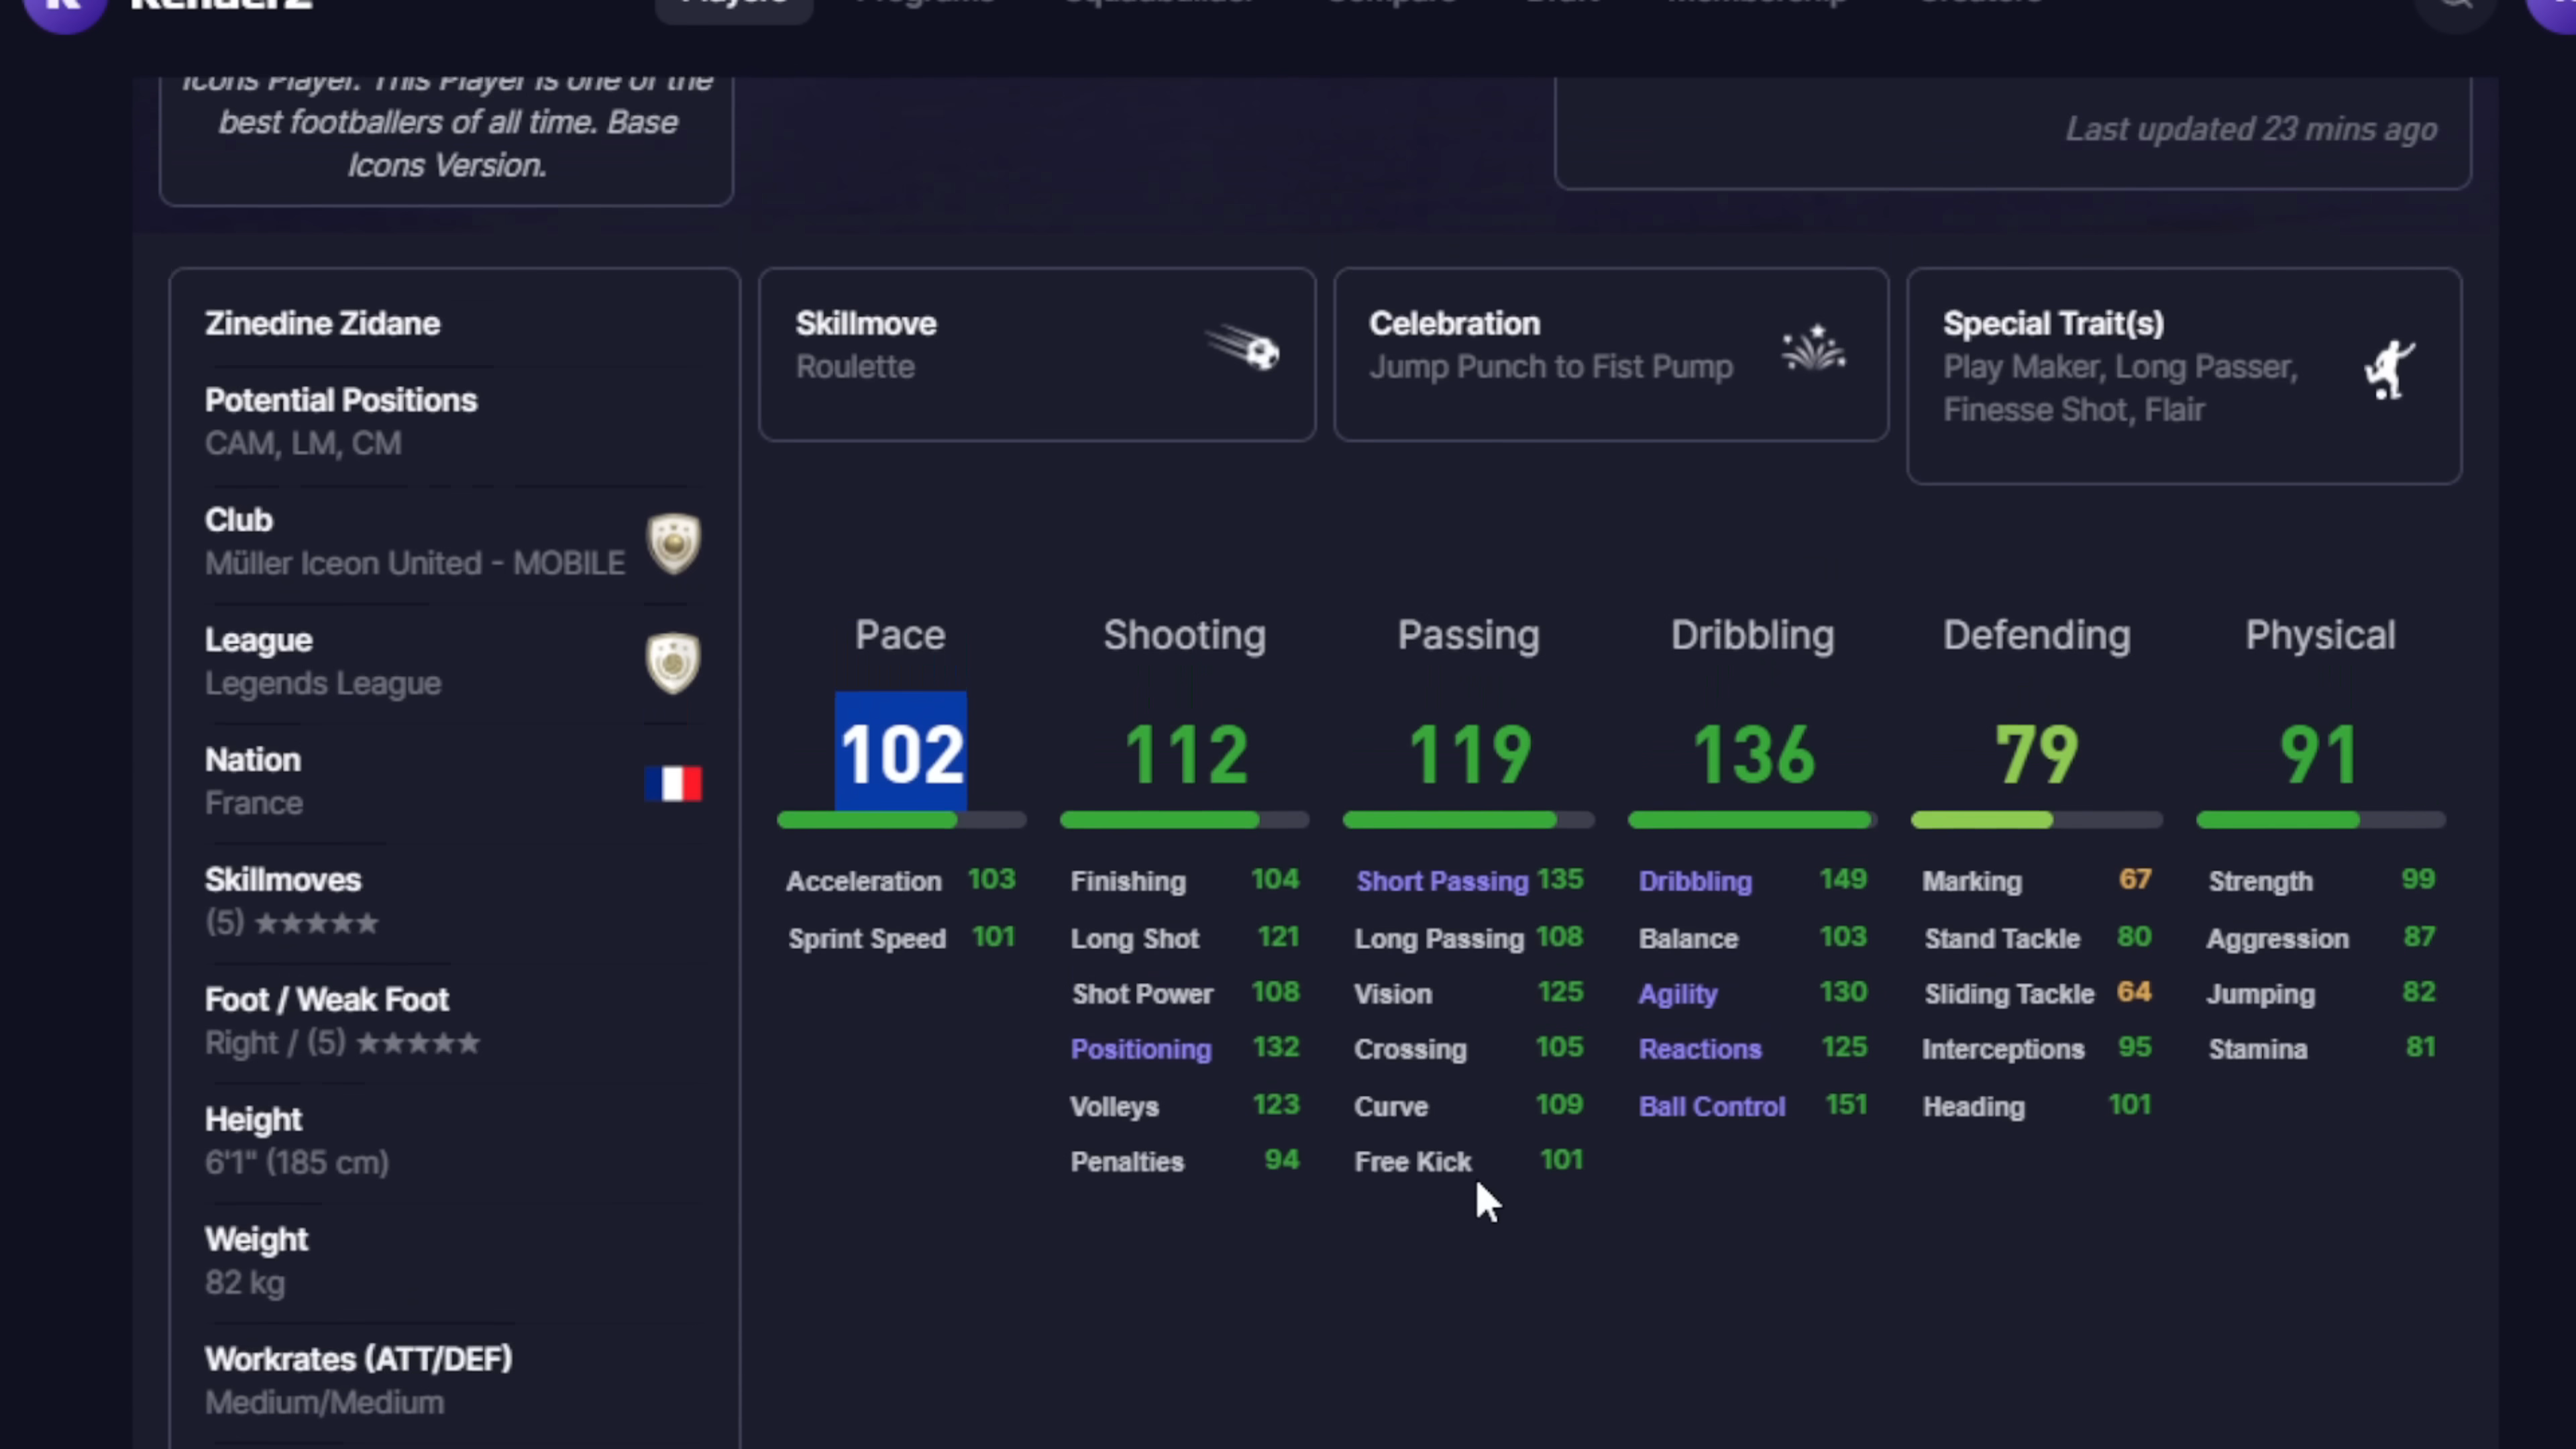 Players
icons Player. This Player is one of the
best footballers of all time. Base
Icons Version.
Last updated 23 mins ago
Zinedine Zidane
Potential Positions
CAM, LM, CM
Club
Müller Iceon United - MOBILE
League
Legends League
Nation
France
Skillmoves
(5) ★★★★★
Foot / Weak Foot
Right / (5) ★★★★★
Height
6'1" (185 cm)
Weight
82 kg
Workrates (ATT/DEF)
Medium/Medium
Skillmove
Roulette
Celebration
Jump Punch to Fist Pump
Special Trait(s)
Play Maker, Long Passer,
Finesse Shot, Flair
Pace
102
Acceleration 103
Sprint Speed 101
Shooting
112
Finishing 104
Long Shot 121
Shot Power 108
Positioning 132
Volleys 123
Penalties 94
Passing
119
Short Passing 135
Long Passing 108
Vision 125
Crossing 105
Curve 109
Free Kick 101
Dribbling
136
Dribbling 149
Balance 103
Agility 130
Reactions 125
Ball Control 151
Defending
79
Marking 67
Stand Tackle 80
Sliding Tackle 64
Interceptions 95
Heading 101
Physical
91
Strength 99
Aggression 87
Jumping 82
Stamina 81